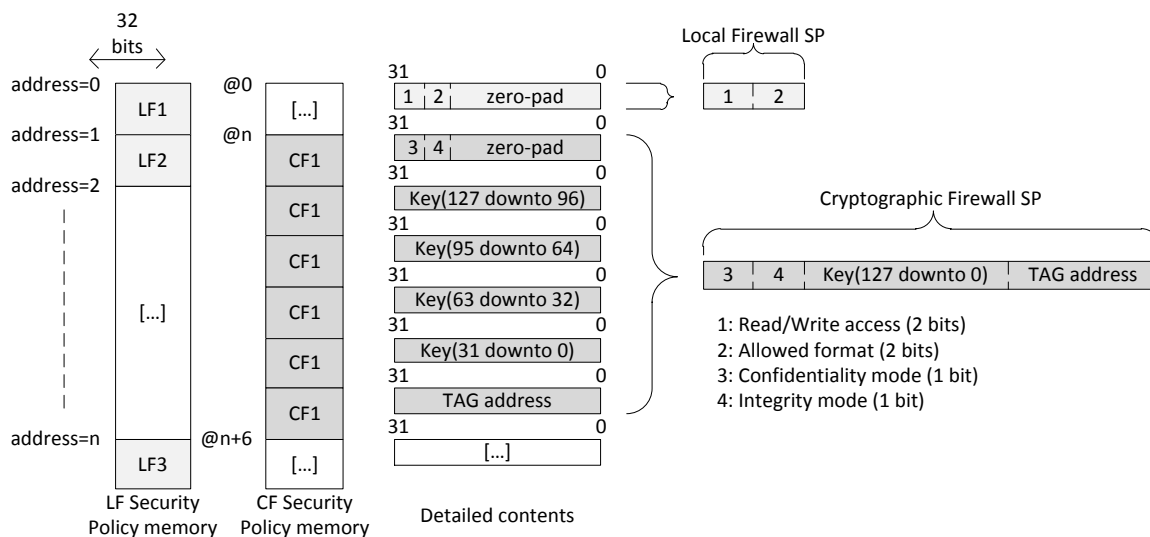 32
bits
address=0
address=1
address=2
address=n
LF1
LF2
[...]
LF3
LF Security
Policy memory
@0
@n
@n+6
[...]
CF1
CF1
CF1
CF1
CF1
CF1
[...]
CF Security
Policy memory
31 0
1 2 zero-pad
31 0
3 4 zero-pad
31 0
Key(127 downto 96)
31 0
Key(95 downto 64)
31 0
Key(63 downto 32)
31 0
Key(31 downto 0)
31 0
TAG address
31 0
[...]
Detailed contents
Local Firewall SP
1 2
Cryptographic Firewall SP
3 4 Key(127 downto 0) TAG address
1: Read/Write access (2 bits)
2: Allowed format (2 bits)
3: Confidentiality mode (1 bit)
4: Integrity mode (1 bit)